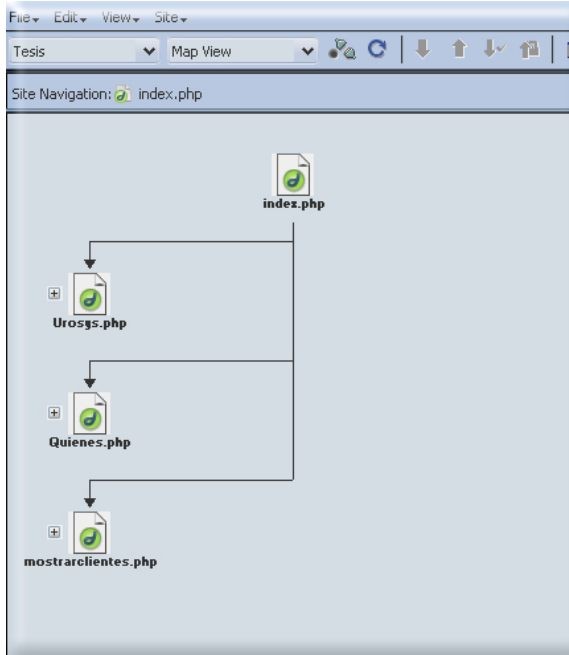 File Edit View Site
Tesis Map View
Site Navigation: index.php
index.php
Urosys.php
Quienes.php
mostrarclientes.php